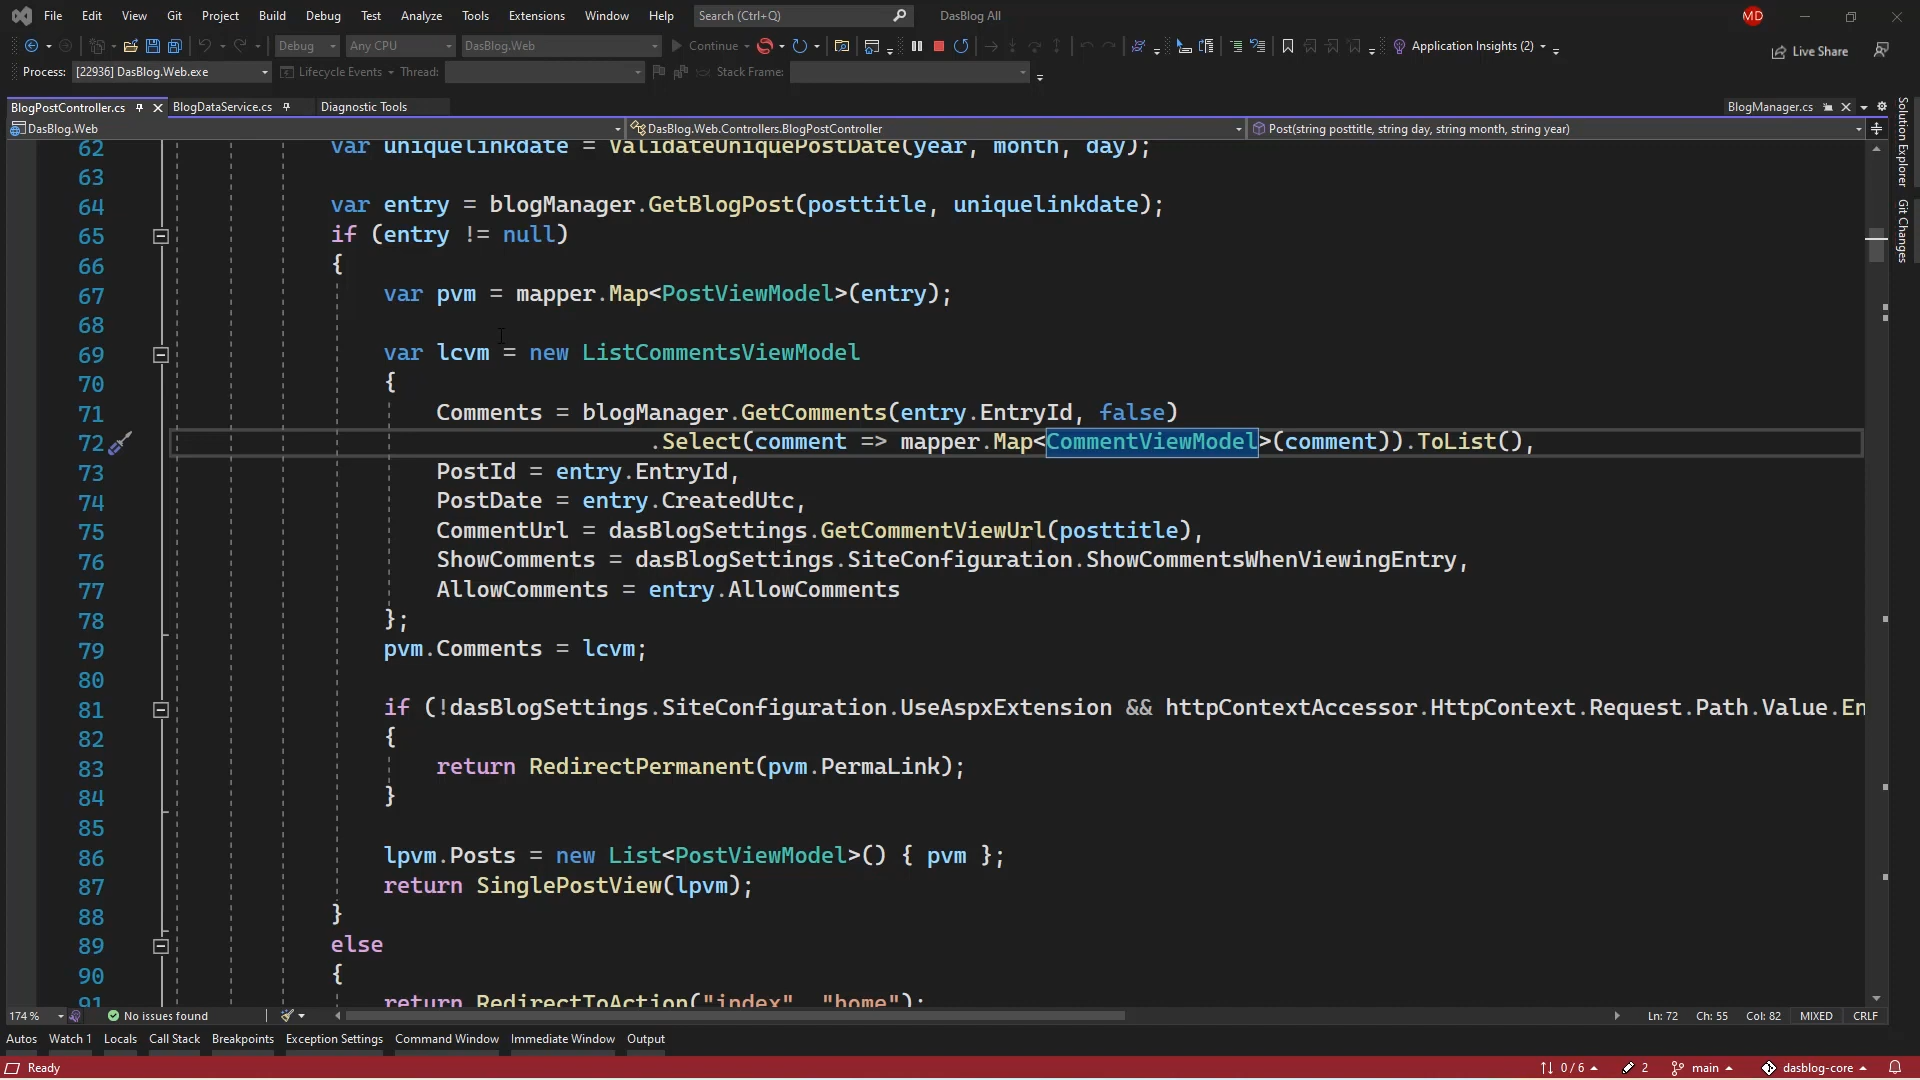 File Edit View Git Project Build Debug Test Analyze Tools Extensions Window Help Search (Ctrl+Q) DasBlog All MD
Debug Any CPU DasBlog.Web Continue Application Insights (2) Live Share
Process: [22936] DasBlog.Web.exe Lifecycle Events Thread: Stack Frame:
BlogPostController.cs BlogDataService.cs Diagnostic Tools BlogManager.cs
DasBlog.Web DasBlog.Web.Controllers.BlogPostController Post(string posttitle, string day, string month, string year)
Solution Explorer
Git Changes
62 var uniquelinkdate = ValidateUniquePostDate(year, month, day);
63
64 var entry = blogManager.GetBlogPost(posttitle, uniquelinkdate);
65 if (entry != null)
66 {
67 var pvm = mapper.Map<PostViewModel>(entry);
68
69 var lcvm = new ListCommentsViewModel
70 {
71 Comments = blogManager.GetComments(entry.EntryId, false)
72 .Select(comment => mapper.Map<CommentViewModel>(comment)).ToList(),
73 PostId = entry.EntryId,
74 PostDate = entry.CreatedUtc,
75 CommentUrl = dasBlogSettings.GetCommentViewUrl(posttitle),
76 ShowComments = dasBlogSettings.SiteConfiguration.ShowCommentsWhenViewingEntry,
77 AllowComments = entry.AllowComments
78 };
79 pvm.Comments = lcvm;
80
81 if (!dasBlogSettings.SiteConfiguration.UseAspxExtension && httpContextAccessor.HttpContext.Request.Path.Value.En
82 {
83 return RedirectPermanent(pvm.PermaLink);
84 }
85
86 lpvm.Posts = new List<PostViewModel>() { pvm };
87 return SinglePostView(lpvm);
88 }
89 else
90 {
91 return RedirectToAction("index", "home");
174 % No issues found Ln: 72 Ch: 55 Col: 82 MIXED CRLF
Autos Watch 1 Locals Call Stack Breakpoints Exception Settings Command Window Immediate Window Output
Ready 0 / 6 2 main dasblog-core